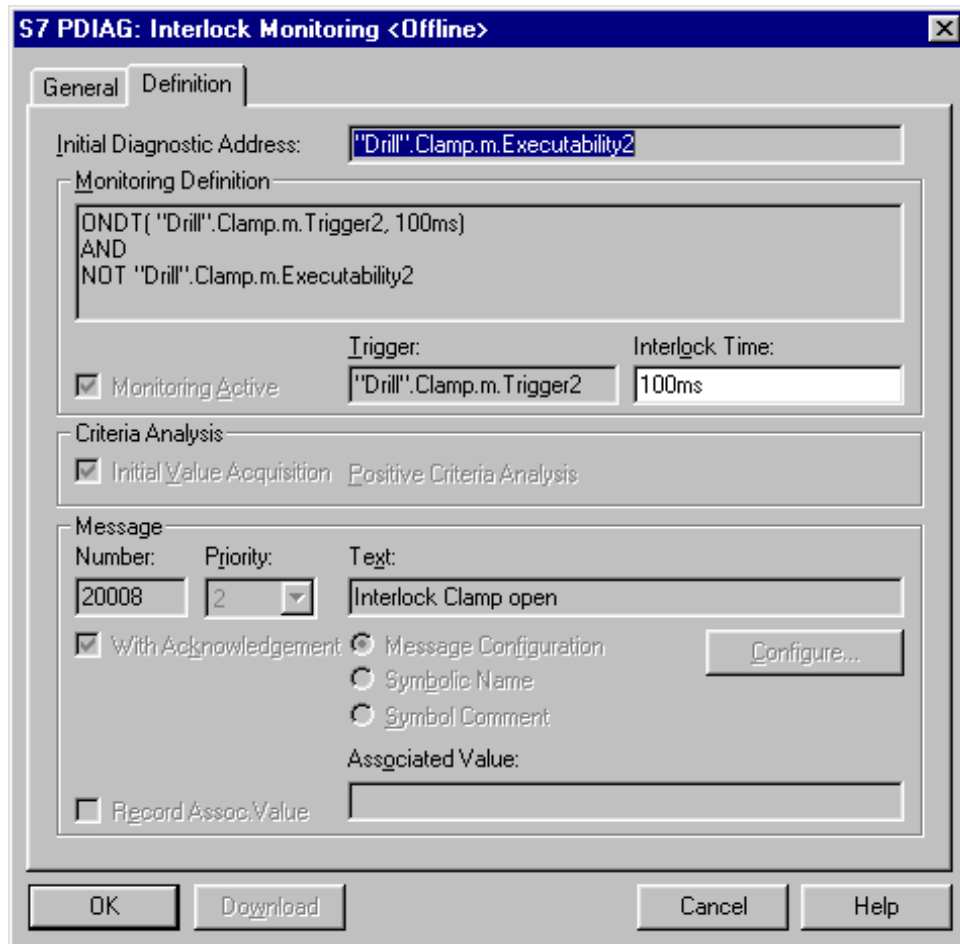 S7 PDIAG: Interlock Monitoring <Offline>
General Definition
Initial Diagnostic Address: "Drill".Clamp.m.Executability2
Monitoring Definition
ONDT( "Drill".Clamp.m.Trigger2, 100ms)
AND
NOT "Drill".Clamp.m.Executability2
Trigger: Interlock Time:
Monitoring Active "Drill".Clamp.m.Trigger2 100ms
Criteria Analysis
Initial Value Acquisition Positive Criteria Analysis
Message
Number: Priority: Text:
20008 2 Interlock Clamp open
With Acknowledgement Message Configuration Configure...
Symbolic Name
Symbol Comment
Associated Value:
Record Assoc.Value
OK Download Cancel Help